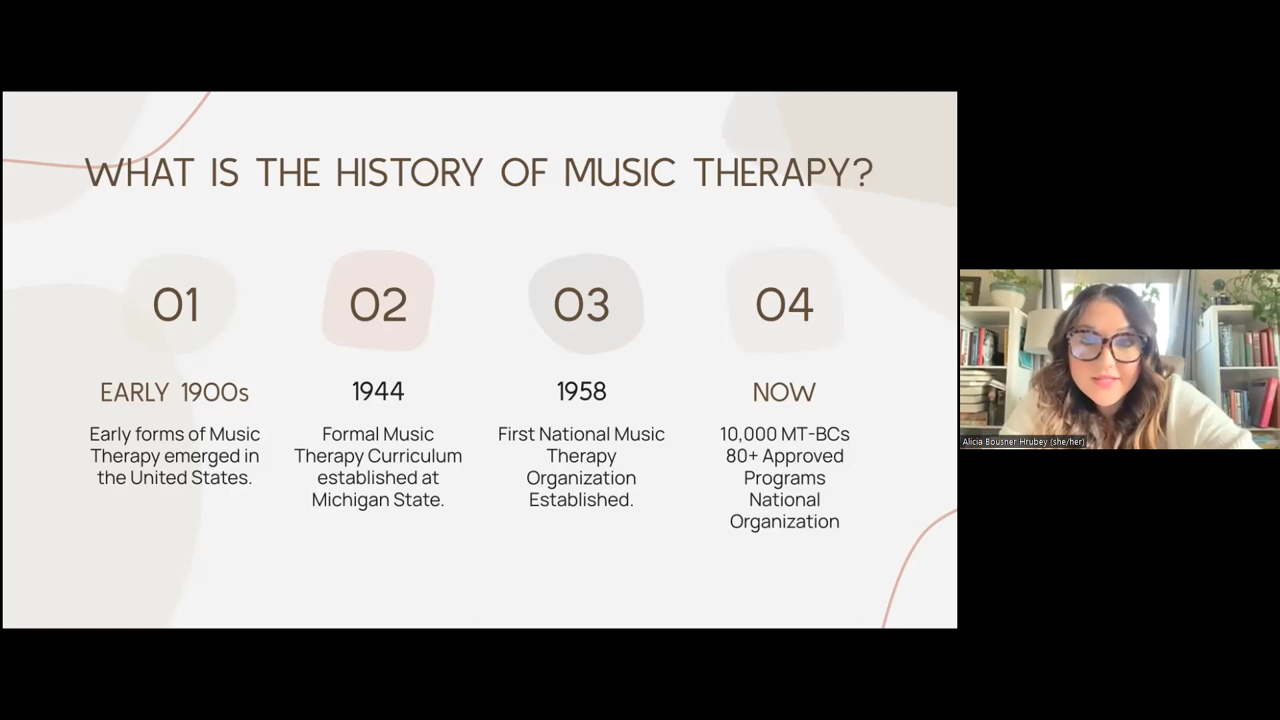 WHAT IS THE HISTORY OF MUSIC THERAPY?
01
EARLY 1900s
Early forms of Music
Therapy emerged in
the United States.
02
1944
Formal Music
Therapy Curriculum
established at
Michigan State.
03
1958
First National Music
Therapy
Organization
Established.
04
NOW
10,000 MT-BCs
80+ Approved
Programs
National
Organization
Alicia Bousner Hrubey (she/her)